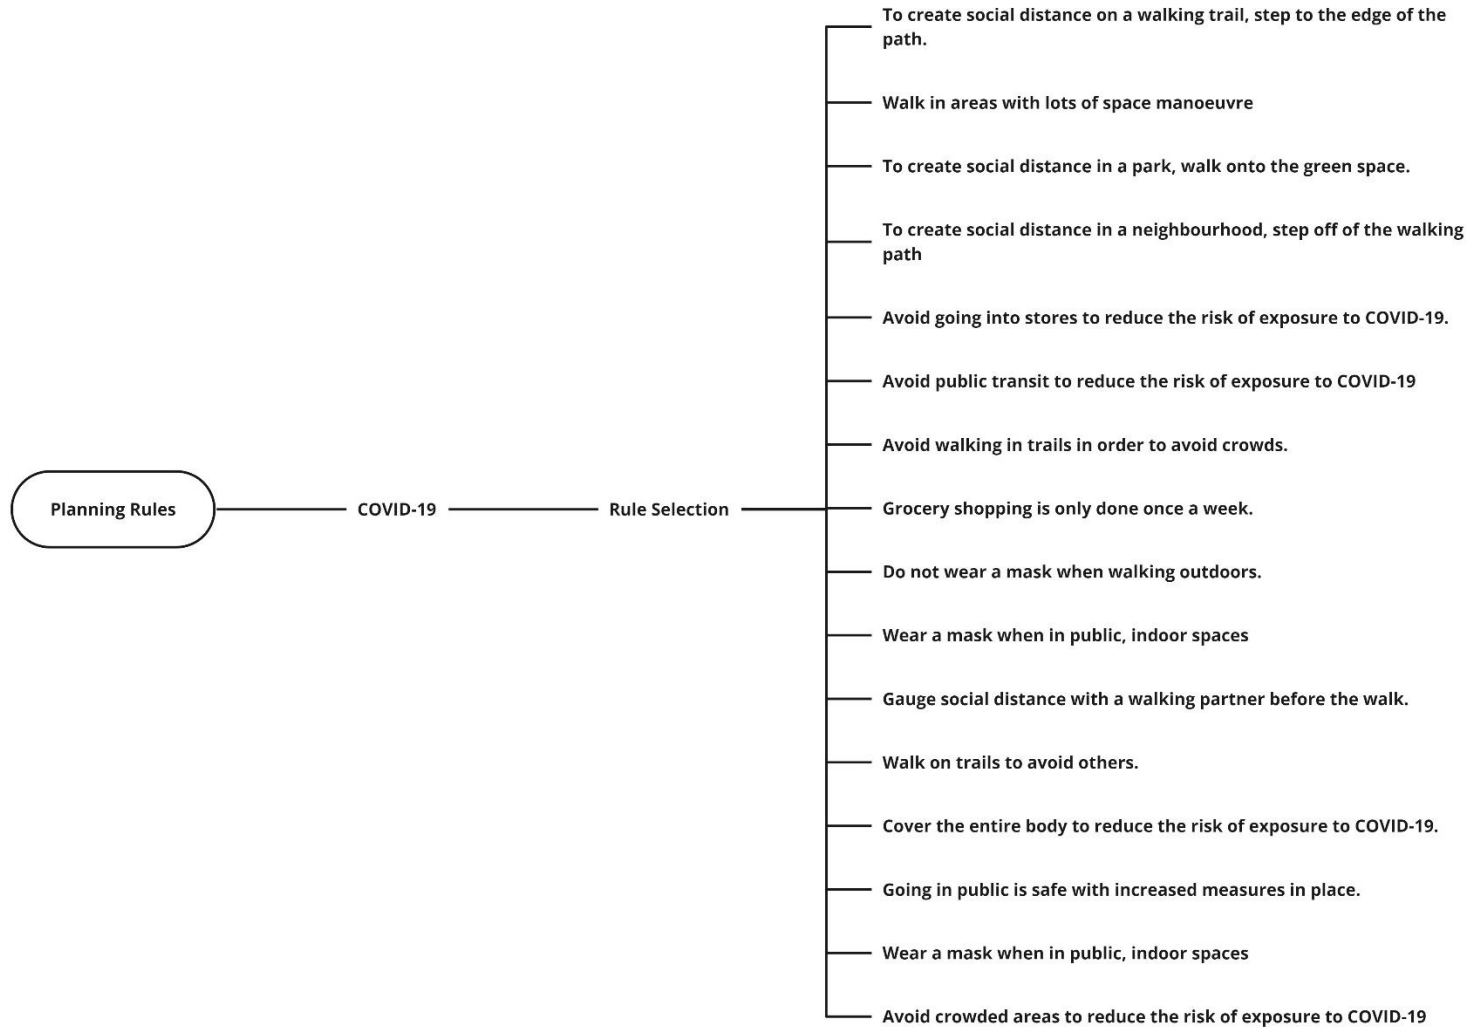 To create social distance on a walking trail, step to the edge of the
path.
Walk in areas with lots of space manoeuvre
To create social distance in a park, walk onto the green space.
To create social distance in a neighbourhood, step off of the walking
path
Avoid going into stores to reduce the risk of exposure to COVID-19.
Avoid public transit to reduce the risk of exposure to COVID-19
Avoid walking in trails in order to avoid crowds.
Planning Rules
COVID-19
Rule Selection
Grocery shopping is only done once a week.
Do not wear a mask when walking outdoors.
Wear a mask when in public, indoor spaces
Gauge social distance with a walking partner before the walk.
Walk on trails to avoid others.
Cover the entire body to reduce the risk of exposure to COVID-19.
Going in public is safe with increased measures in place.
Wear a mask when in public, indoor spaces
Avoid crowded areas to reduce the risk of exposure to COVID-19